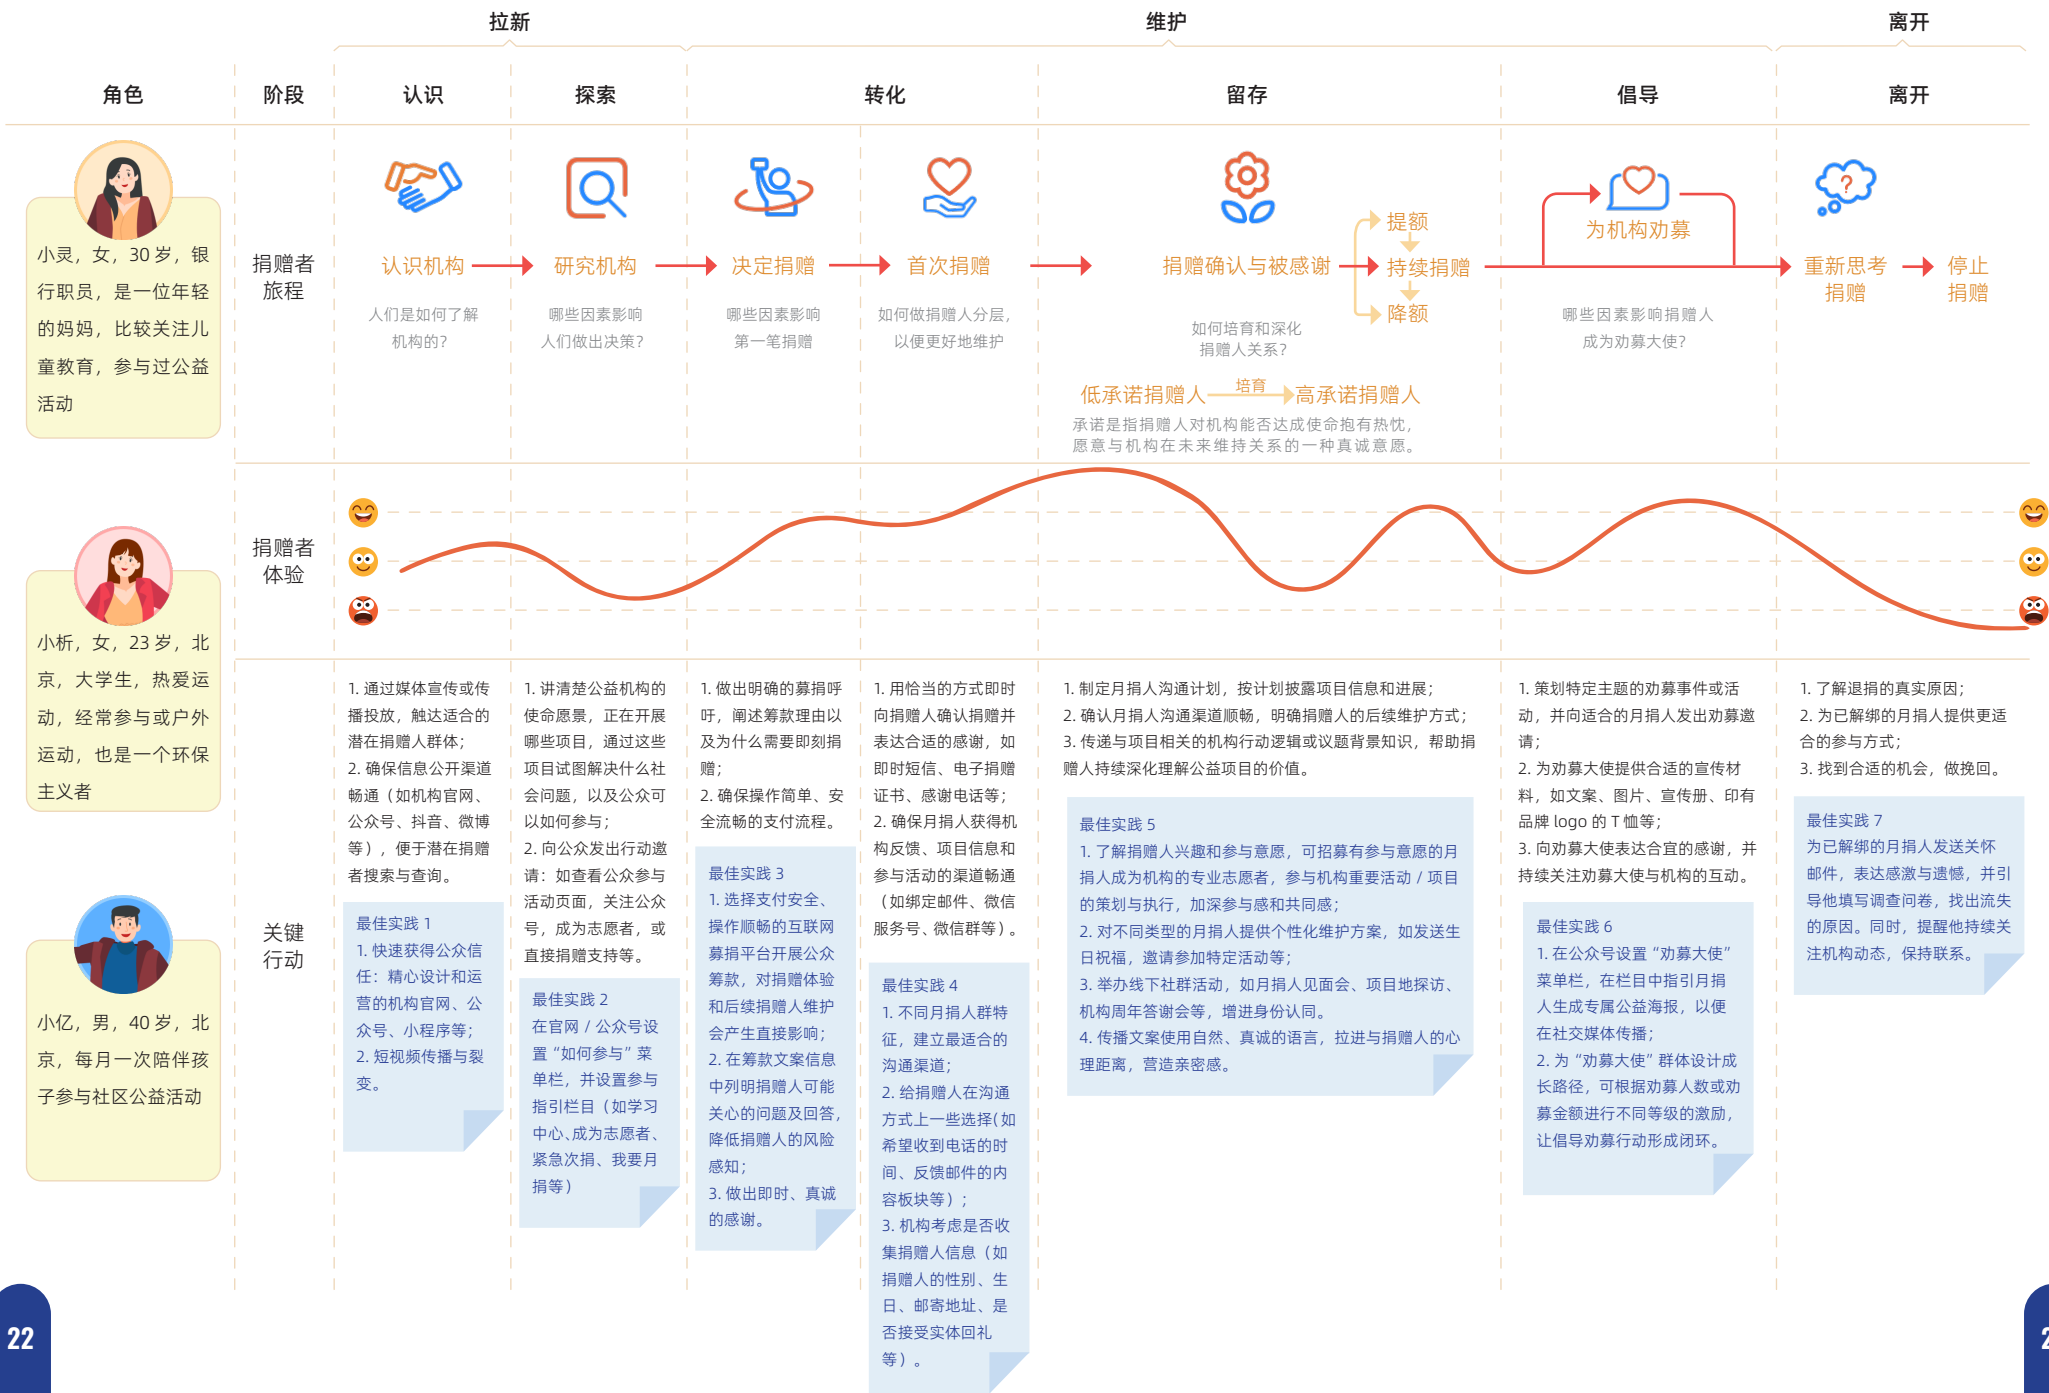 拉新
维护
离开
角色
阶段
认识
探索
转化
留存
倡导
离开
小灵，女，30 岁，银
行职员，是一位年轻
的妈妈，比较关注儿
童教育，参与过公益
活动
小析，女，23 岁，北
京，大学生，热爱运
动，经常参与或户外
运动，也是一个环保
主义者
小亿，男，40 岁，北
京，每月一次陪伴孩
子参与社区公益活动
捐赠者
旅程
认识机构
人们是如何了解
机构的？
研究机构
哪些因素影响
人们做出决策？
决定捐赠
哪些因素影响
第一笔捐赠
首次捐赠
如何做捐赠人分层，
以便更好地维护
捐赠确认与被感谢
提额
持续捐赠
降额
如何培育和深化
捐赠人关系？
低承诺捐赠人
培育
高承诺捐赠人
承诺是指捐赠人对机构能否达成使命抱有热忱，
愿意与机构在未来维持关系的一种真诚意愿。
为机构劝募
哪些因素影响捐赠人
成为劝募大使？
?
重新思考
捐赠
停止
捐赠
捐赠者
体验
关键
行动
1. 通过媒体宣传或传
播投放，触达适合的
潜在捐赠人群体；
2. 确保信息公开渠道
畅通（如机构官网、
公众号、抖音、微博
等），便于潜在捐赠
者搜索与查询。
最佳实践 1
1. 快速获得公众信
任：精心设计和运
营的机构官网、公
众号、小程序等；
2. 短视频传播与裂
变。
1. 讲清楚公益机构的
使命愿景，正在开展
哪些项目，通过这些
项目试图解决什么社
会问题，以及公众可
以如何参与；
2. 向公众发出行动邀
请：如查看公众参与
活动页面，关注公众
号，成为志愿者，或
直接捐赠支持等。
最佳实践 2
在官网 / 公众号设
置“如何参与”菜
单栏，并设置参与
指引栏目（如学习
中心、成为志愿者、
紧急次捐、我要月
捐等）
1. 做出明确的募捐呼
吁，阐述筹款理由以
及为什么需要即刻捐
赠；
2. 确保操作简单、安
全流畅的支付流程。
最佳实践 3
1. 选择支付安全、
操作顺畅的互联网
募捐平台开展公众
筹款，对捐赠体验
和后续捐赠人维护
会产生直接影响；
2. 在筹款文案信息
中列明捐赠人可能
关心的问题及回答，
降低捐赠人的风险
感知；
3. 做出即时、真诚
的感谢。
1. 用恰当的方式即时
向捐赠人确认捐赠并
表达合适的感谢，如
即时短信、电子捐赠
证书、感谢电话等；
2. 确保月捐人获得机
构反馈、项目信息和
参与活动的渠道畅通
（如绑定邮件、微信
服务号、微信群等）。
最佳实践 4
1. 不同月捐人群特
征，建立最适合的
沟通渠道；
2. 给捐赠人在沟通
方式上一些选择（如
希望收到电话的时
间、反馈邮件的内
容板块等）；
3. 机构考虑是否收
集捐赠人信息（如
捐赠人的性别、生
日、邮寄地址、是
否接受实体回礼
等）。
1. 制定月捐人沟通计划，按计划披露项目信息和进展；
2. 确认月捐人沟通渠道顺畅，明确捐赠人的后续维护方式；
3. 传递与项目相关的机构行动逻辑或议题背景知识，帮助捐
赠人持续深化理解公益项目的价值。
最佳实践 5
1. 了解捐赠人兴趣和参与意愿，可招募有参与意愿的月
捐人成为机构的专业志愿者，参与机构重要活动 / 项目
的策划与执行，加深参与感和共同感；
2. 对不同类型的月捐人提供个性化维护方案，如发送生
日祝福，邀请参加特定活动等；
3. 举办线下社群活动，如月捐人见面会、项目地探访、
机构周年答谢会等，增进身份认同。
4. 传播文案使用自然、真诚的语言，拉进与捐赠人的心
理距离，营造亲密感。
1. 策划特定主题的劝募事件或活
动，并向适合的月捐人发出劝募邀
请；
2. 为劝募大使提供合适的宣传材
料，如文案、图片、宣传册、印有
品牌 logo 的 T 恤等；
3. 向劝募大使表达合宜的感谢，并
持续关注劝募大使与机构的互动。
最佳实践 6
1. 在公众号设置“劝募大使”
菜单栏，在栏目中指引月捐
人生成专属公益海报，以便
在社交媒体传播；
2. 为“劝募大使”群体设计成
长路径，可根据劝募人数或劝
募金额进行不同等级的激励，
让倡导劝募行动形成闭环。
1. 了解退捐的真实原因；
2. 为已解绑的月捐人提供更适
合的参与方式；
3. 找到合适的机会，做挽回。
最佳实践 7
为已解绑的月捐人发送关怀
邮件，表达感激与遗憾，并引
导他填写调查问卷，找出流失
的原因。同时，提醒他持续关
注机构动态，保持联系。
22